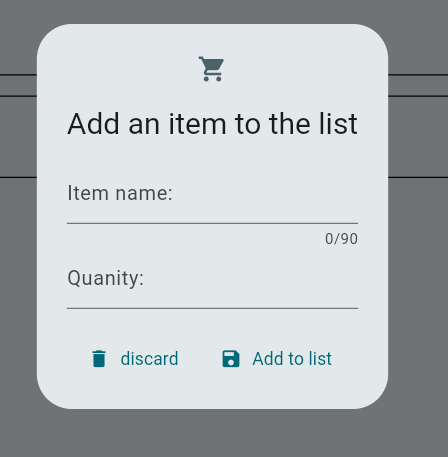 Add an item to the list
Item name:
0/90
Quanity:
discard Add to list